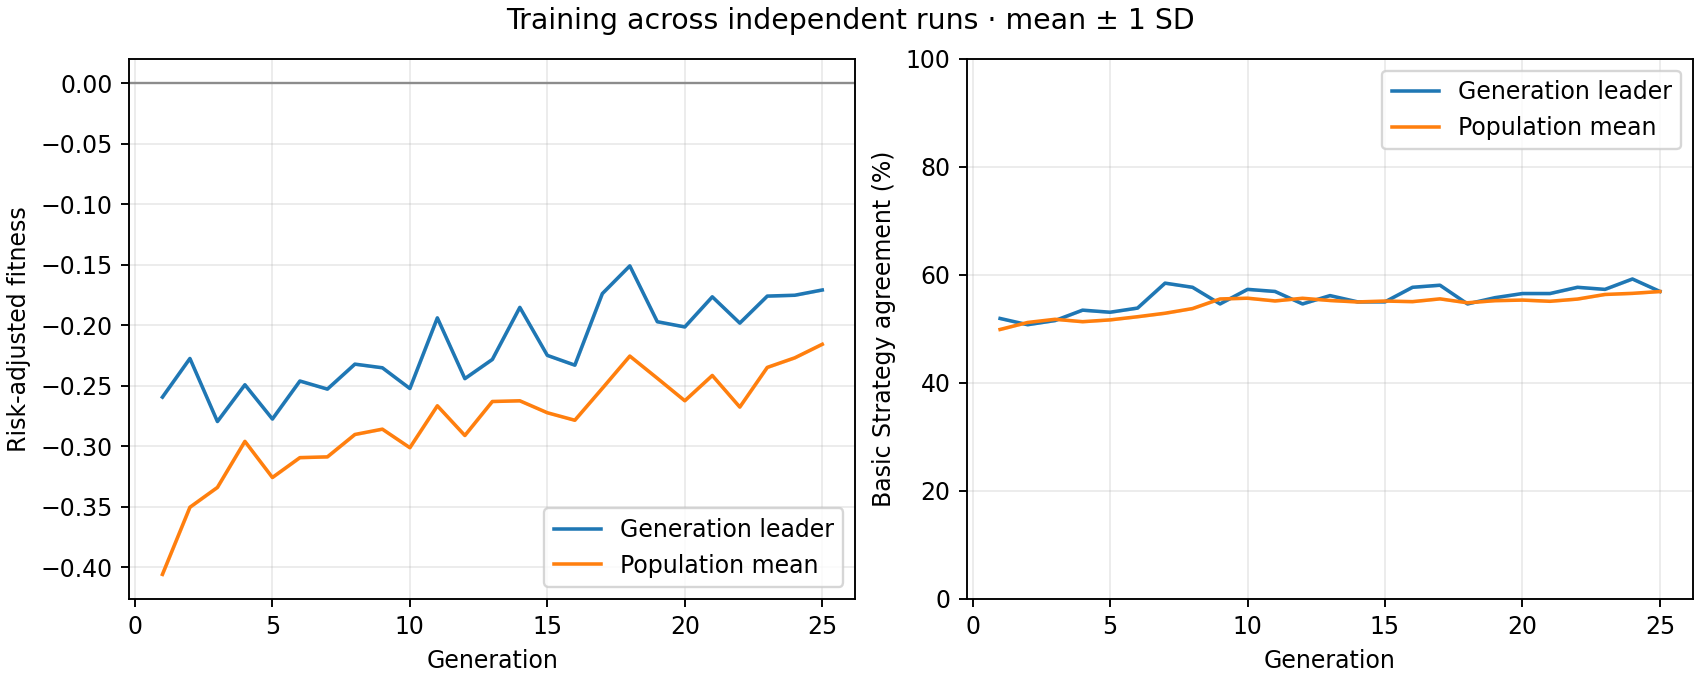 Training across independent runs · mean ± 1 SD
Risk-adjusted fitness
0.00
−0.05
−0.10
−0.15
−0.20
−0.25
−0.30
−0.35
−0.40
Generation leader
Population mean
0 5 10 15 20 25
Generation
Basic Strategy agreement (%)
100
80
60
40
20
0
Generation leader
Population mean
0 5 10 15 20 25
Generation